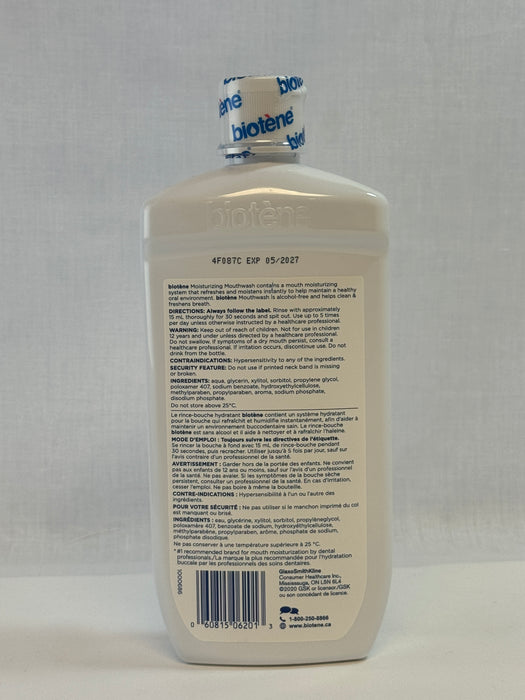 biotène
ène
biotène
bio
biotène
4F087C EXP 05/2027
biotène Moisturizing Mouthwash contains a mouth moisturizing
system that refreshes and moistens instantly to help maintain a healthy
oral environment. biotène Mouthwash is alcohol-free and helps clean &
freshens breath.
DIRECTIONS: Always follow the label. Rinse with approximately
15 mL thoroughly for 30 seconds and spit out. Use up to 5 times
per day unless otherwise instructed by a healthcare professional.
WARNING: Keep out of reach of children. Not for use in children
12 years and under unless directed by a healthcare professional.
Do not swallow. If symptoms of a dry mouth persist, consult a
healthcare professional. If irritation occurs, discontinue use. Do not
drink from the bottle.
CONTRAINDICATIONS: Hypersensitivity to any of the ingredients.
SECURITY FEATURE: Do not use if printed neck band is missing
or broken.
INGREDIENTS: aqua, glycerin, xylitol, sorbitol, propylene glycol,
poloxamer 407, sodium benzoate, hydroxyethylcellulose,
methylparaben, propylparaben, aroma, sodium phosphate,
disodium phosphate.
Do not store above 25°C.
Le rince-bouche hydratant biotène contient un système hydratant
pour la bouche qui rafraîchit et humidifie instantanément, afin d'aider à
maintenir un environnement buccodentaire sain. Le rince-bouche
biotène est sans alcool et il aide à nettoyer et à rafraîchir l'haleine.
MODE D'EMPLOI : Toujours suivre les directives de l'étiquette.
Se rincer la bouche à fond avec 15 mL de rince-bouche pendant
30 secondes, puis recracher. Utiliser jusqu'à 5 fois par jour, sauf sur
l'avis contraire d'un professionnel de la santé.
AVERTISSEMENT : Garder hors de la portée des enfants. Ne convient
pas aux enfants de 12 ans ou moins, sauf sur l'avis d'un professionnel
de la santé. Ne pas avaler. Si les symptômes de la bouche sèche
persistent, consulter un professionnel de la santé. En cas d'irritation,
cesser l'emploi. Ne pas boire à même la bouteille.
CONTRE-INDICATIONS : Hypersensibilité à l'un ou l'autre des
ingrédients.
POUR VOTRE SÉCURITÉ : Ne pas utiliser si le manchon imprimé du col
est manquant ou brisé.
INGRÉDIENTS : eau, glycérine, xylitol, sorbitol, propylèneglycol,
poloxamère 407, benzoate de sodium, hydroxyéthylcellulose,
méthylparabène, propylparabène, arôme, phosphate de sodium,
phosphate disodique.
Ne pas conserver à une température supérieure à 25 °C.
* #1 recommended brand for mouth moisturization by dental
professionals/La marque la plus recommandée pour l'hydratation
buccale par les professionnels des soins dentaires.
1000686
0 60815 06201 3
GlaxoSmithKline
Consumer Healthcare Inc.,
Mississauga, ON L5N 6L4
©2020 GSK or licensor/GSK
ou son concédant de licence.
1-800-250-8866
www.biotene.ca